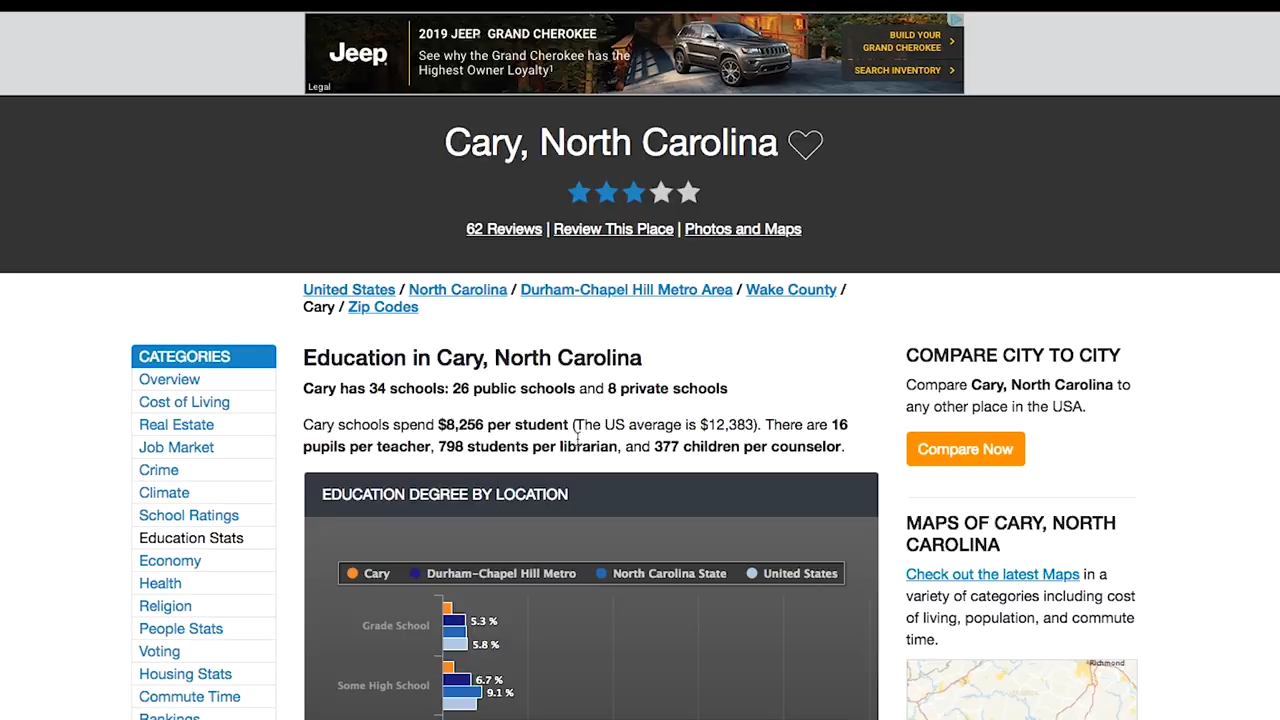 Jeep
2019 JEEP GRAND CHEROKEE
See why the Grand Cherokee has the
Highest Owner Loyalty¹
BUILD YOUR
GRAND CHEROKEE
SEARCH INVENTORY
Legal
Cary, North Carolina
62 Reviews | Review This Place | Photos and Maps
United States / North Carolina / Durham-Chapel Hill Metro Area / Wake County /
Cary / Zip Codes
CATEGORIES
Overview
Cost of Living
Real Estate
Job Market
Crime
Climate
School Ratings
Education Stats
Economy
Health
Religion
People Stats
Voting
Housing Stats
Commute Time
Rankings
Education in Cary, North Carolina
Cary has 34 schools: 26 public schools and 8 private schools
Cary schools spend $8,256 per student (The US average is $12,383). There are 16
pupils per teacher, 798 students per librarian, and 377 children per counselor.
EDUCATION DEGREE BY LOCATION
Cary Durham-Chapel Hill Metro North Carolina State United States
Grade School
5.3 %
5.8 %
Some High School
6.7 %
9.1 %
COMPARE CITY TO CITY
Compare Cary, North Carolina to
any other place in the USA.
Compare Now
MAPS OF CARY, NORTH
CAROLINA
Check out the latest Maps in a
variety of categories including cost
of living, population, and commute
time.
Richmond